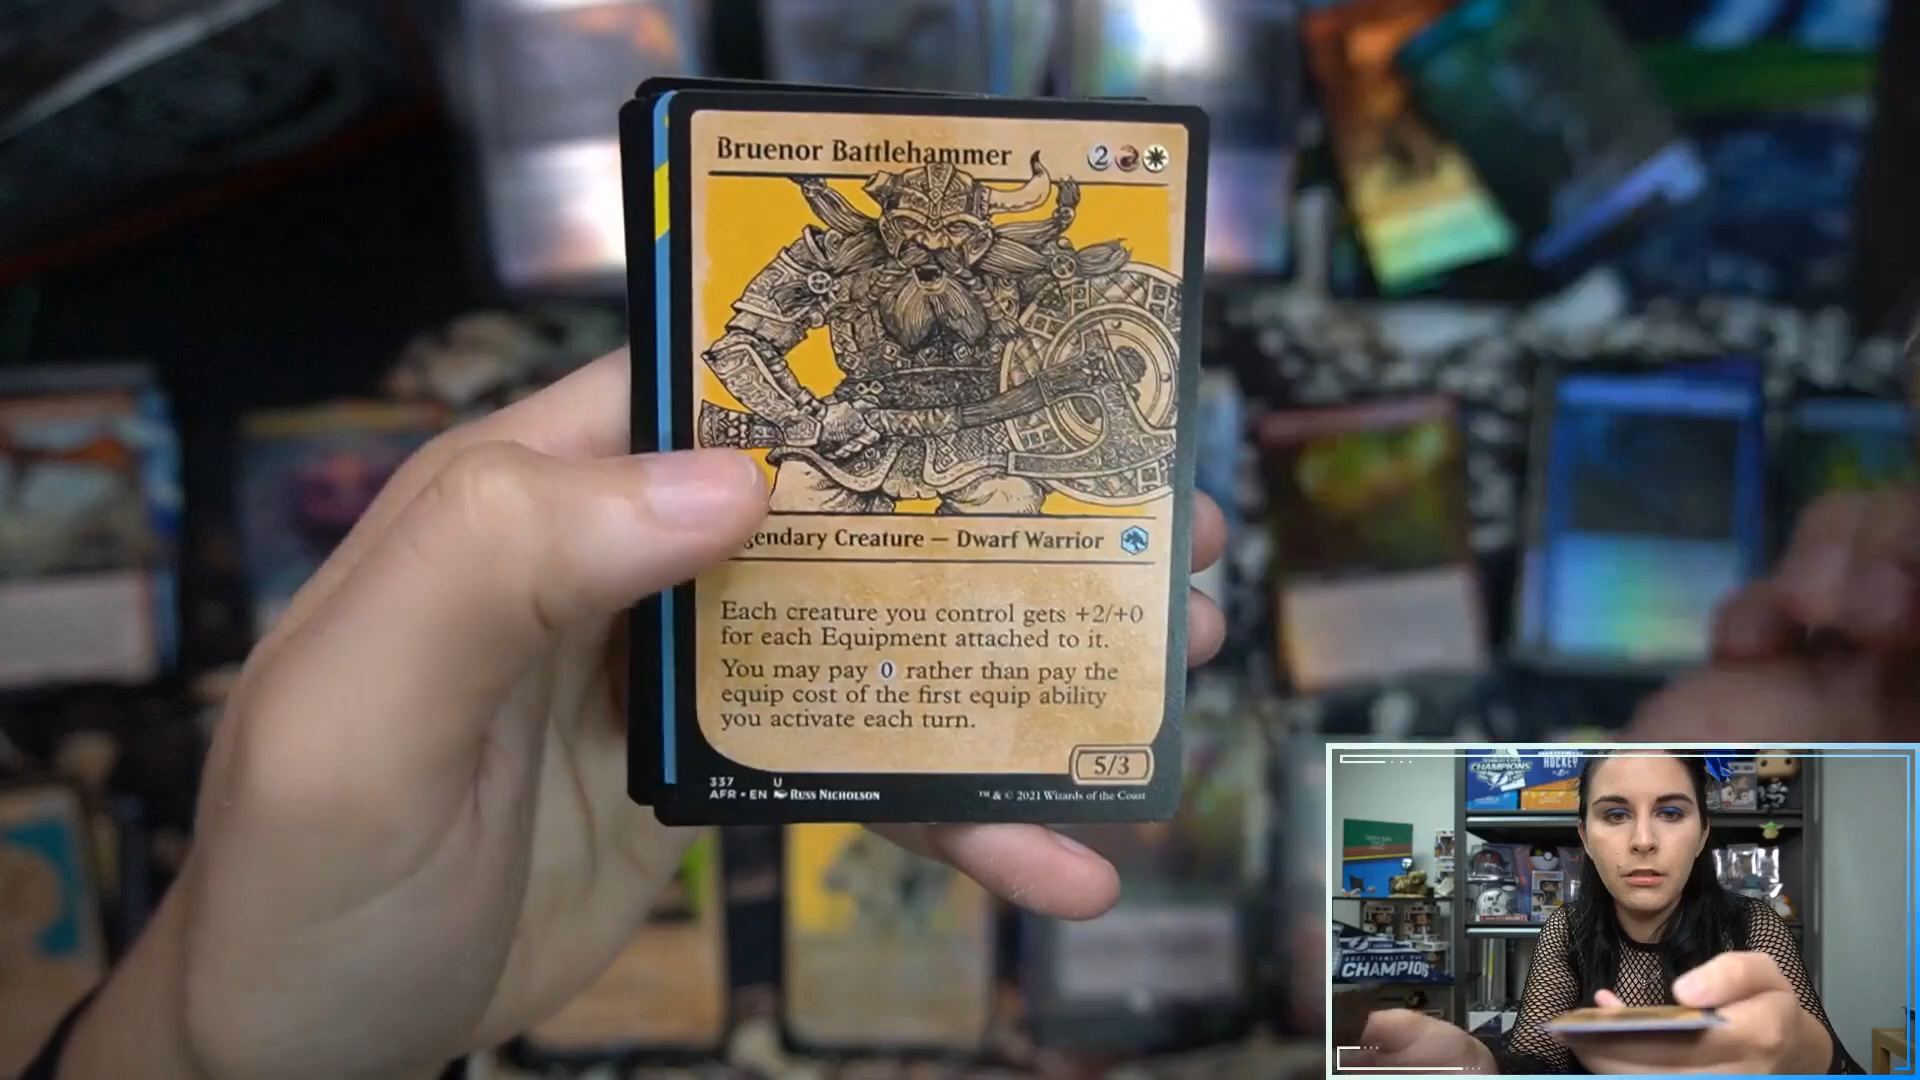 Bruenor Battlehammer 2
gendary Creature — Dwarf Warrior
Each creature you control gets +2/+0
for each Equipment attached to it.
You may pay 0 rather than pay the
equip cost of the first equip ability
you activate each turn.
5/3
337 U
AFR • EN Russ Nicholson
™ & © 2021 Wizards of the Coast
CHAMPIONS
HOCKEY
CHAMPIO